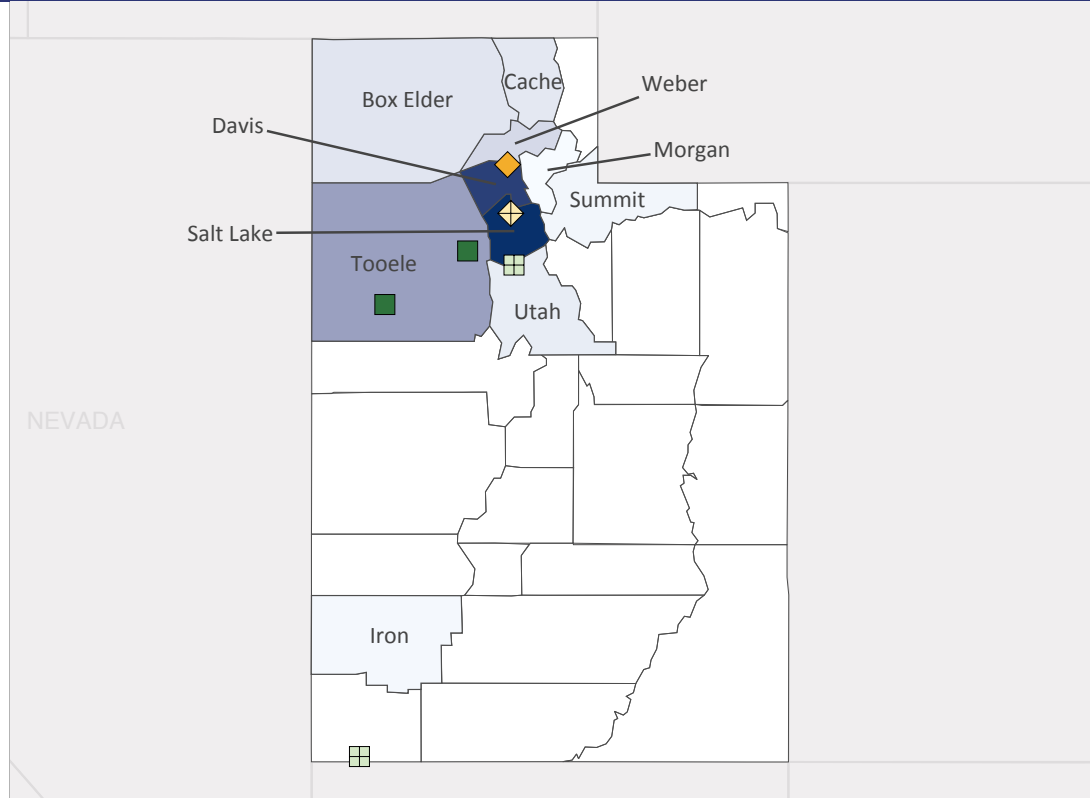 Cache
Weber
Box Elder
Davis
Morgan
Summit
Salt Lake
Tooele
Utah
NEVADA
Iron